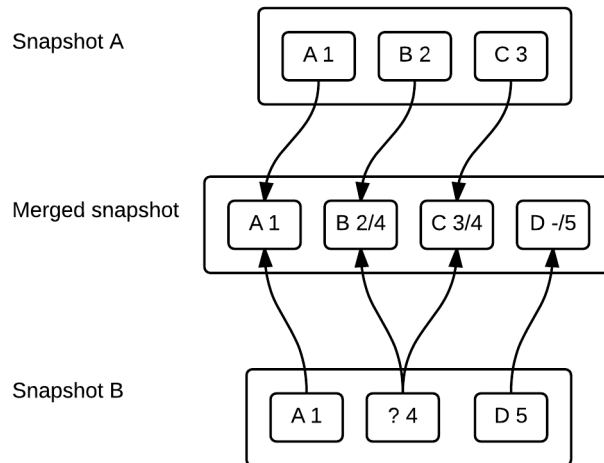 Snapshot A
A 1
B 2
C 3
Merged snapshot
A 1
B 2/4
C 3/4
D -/5
Snapshot B
A 1
? 4
D 5